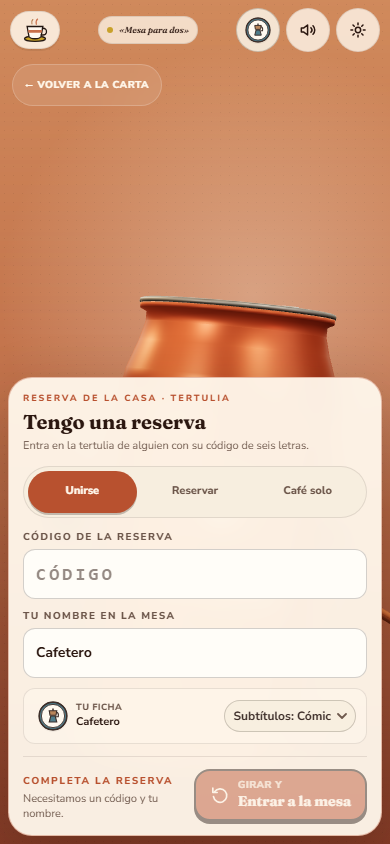 «Mesa para dos»
← VOLVER A LA CARTA
RESERVA DE LA CASA · TERTULIA
Tengo una reserva
Entra en la tertulia de alguien con su código de seis letras.
Unirse
Reservar
Café solo
CÓDIGO DE LA RESERVA
CÓDIGO
TU NOMBRE EN LA MESA
Cafetero
TU FICHA
Cafetero
Subtítulos: Cómic
COMPLETA LA RESERVA
Necesitamos un código y tu
nombre.
GIRAR Y
Entrar a la mesa